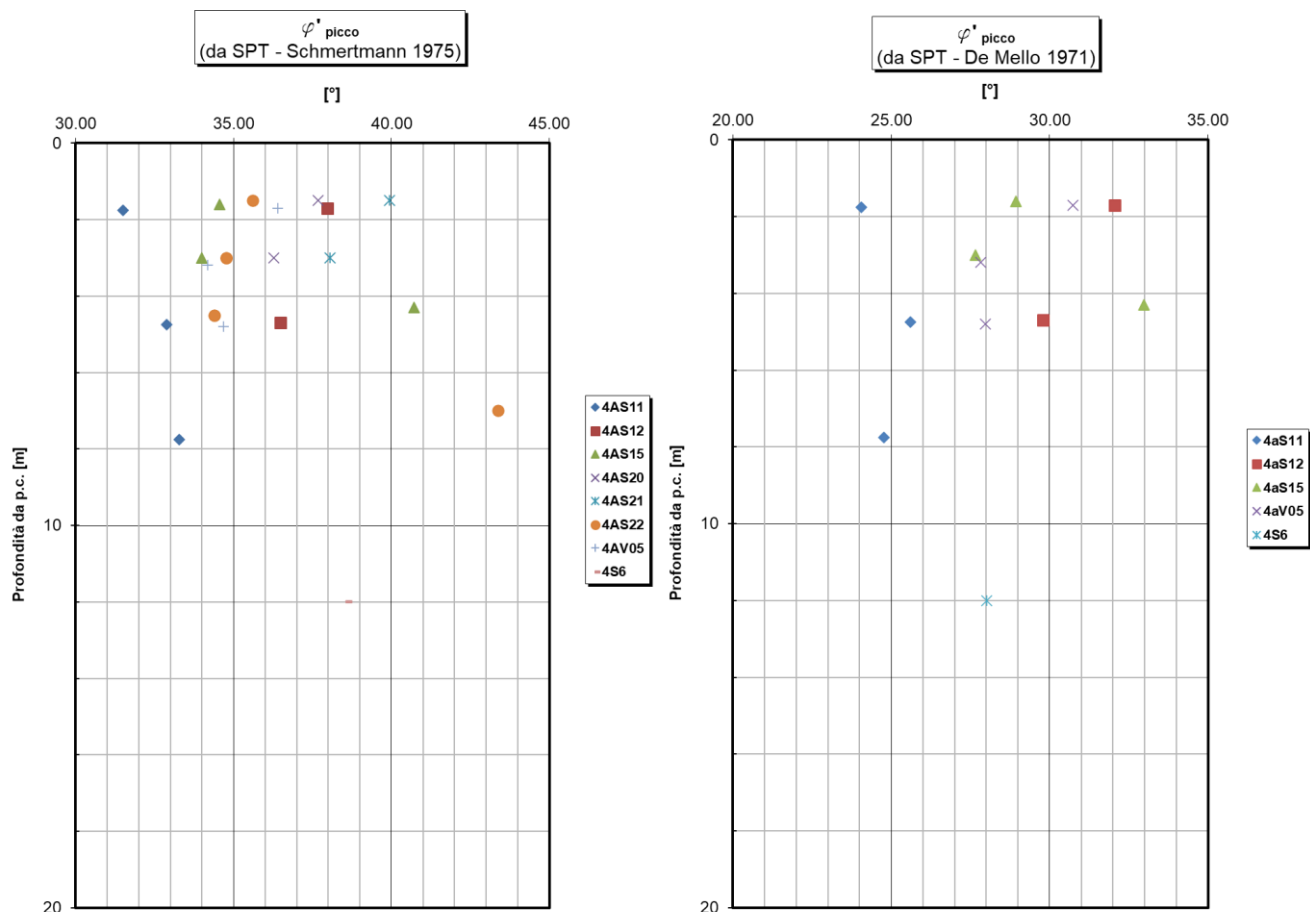 φ' picco
(da SPT - Schmertmann 1975)
[°]
30.00 35.00 40.00 45.00
0
10
20
Profondità da p.c. [m]
4AS11
4AS12
4AS15
4AS20
4AS21
4AS22
4AV05
4S6
φ' picco
(da SPT - De Mello 1971)
[°]
20.00 25.00 30.00 35.00
0
10
20
Profondità da p.c. [m]
4aS11
4aS12
4aS15
4aV05
4S6